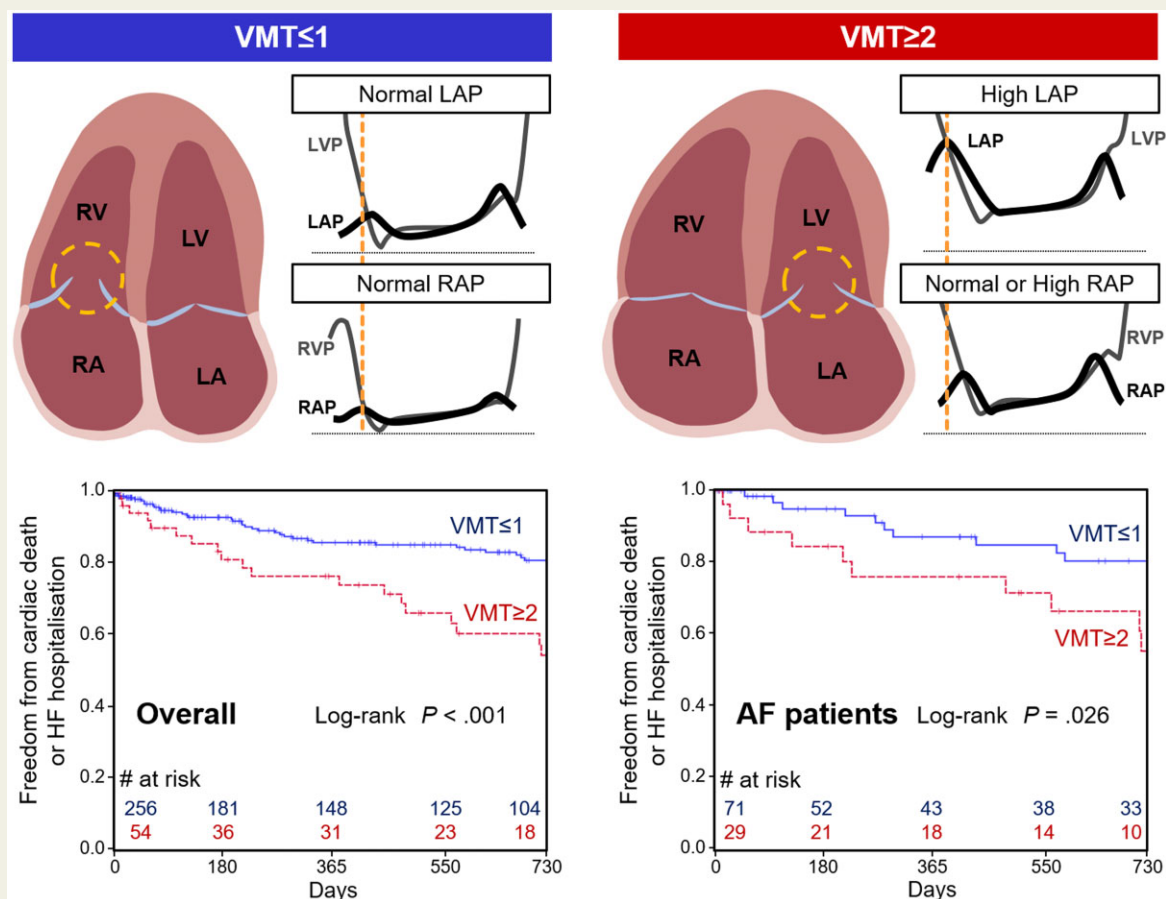 VMT≤1
Normal LAP
LVP
LAP
RV
LV
RA
LA
Normal RAP
RVP
RAP
VMT≥2
High LAP
LAP
LVP
RV
LV
RA
LA
Normal or High RAP
RVP
RAP
Freedom from cardiac death
or HF hospitalisation
1.0
0.8
0.6
0.4
0.2
0.0
VMT≤1
VMT≥2
Overall Log-rank P < .001
# at risk
256 181 148 125 104
54 36 31 23 18
0 180 365 550 730
Days
Freedom from cardiac death
or HF hospitalisation
1.0
0.8
0.6
0.4
0.2
0.0
VMT≤1
VMT≥2
AF patients Log-rank P = .026
# at risk
71 52 43 38 33
29 21 18 14 10
0 180 365 550 730
Days